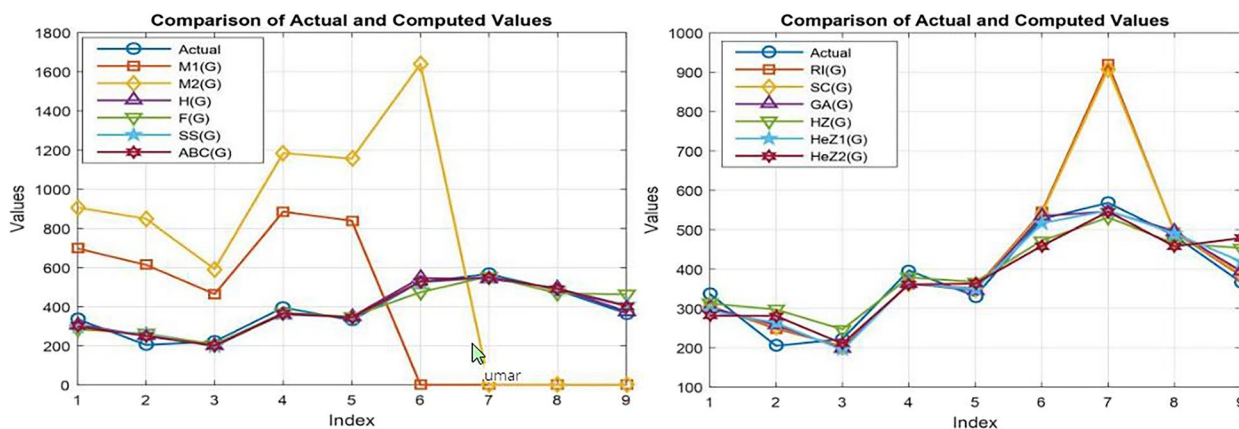 Comparison of Actual and Computed Values
1800
1600
1400
1200
1000
800
600
400
200
0
Values
Actual
M1(G)
M2(G)
H(G)
F(G)
SS(G)
ABC(G)
umar
1 2 3 4 5 6 7 8 9
Index
Comparison of Actual and Computed Values
1000
900
800
700
600
500
400
300
200
100
Values
Actual
RI(G)
SC(G)
GA(G)
HZ(G)
HeZ1(G)
HeZ2(G)
1 2 3 4 5 6 7 8 9
Index